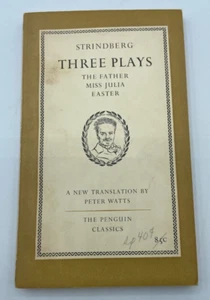 STRINDBERG
THREE PLAYS
THE FATHER
MISS JULIA
EASTER
A NEW TRANSLATION BY
PETER WATTS
THE PENGUIN
CLASSICS